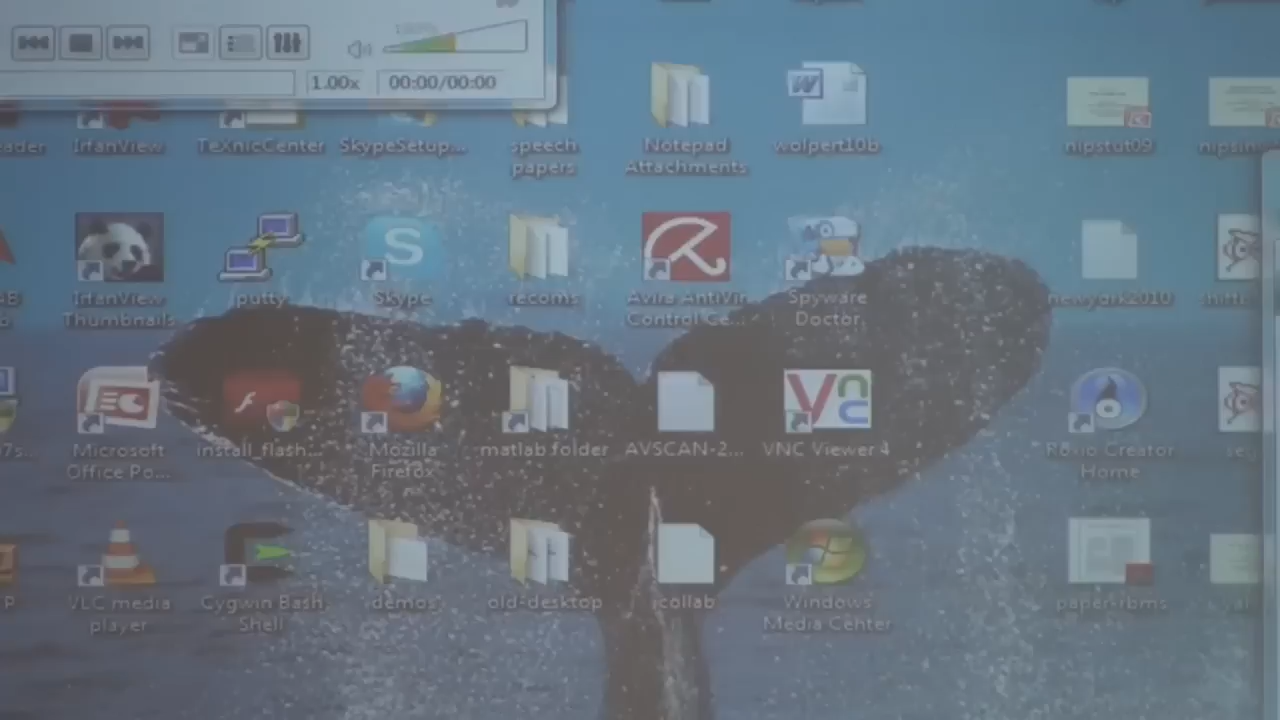 100%
1.00x 00:00/00:00
eader IrfanView TeXnicCenter SkypeSetup... speech papers Notepad Attachments wolpert10b nipstut09
IrfanView Thumbnails putty Skype recoms Avira AntiVir Control Ce... Spyware Doctor newyork2010
Microsoft Office Po... install_flash... Mozilla Firefox matlab folder AVSCAN-2... VNC Viewer 4 Roxio Creator Home
VLC media player Cygwin Bash Shell demos old-desktop collab Windows Media Center paper-rbms